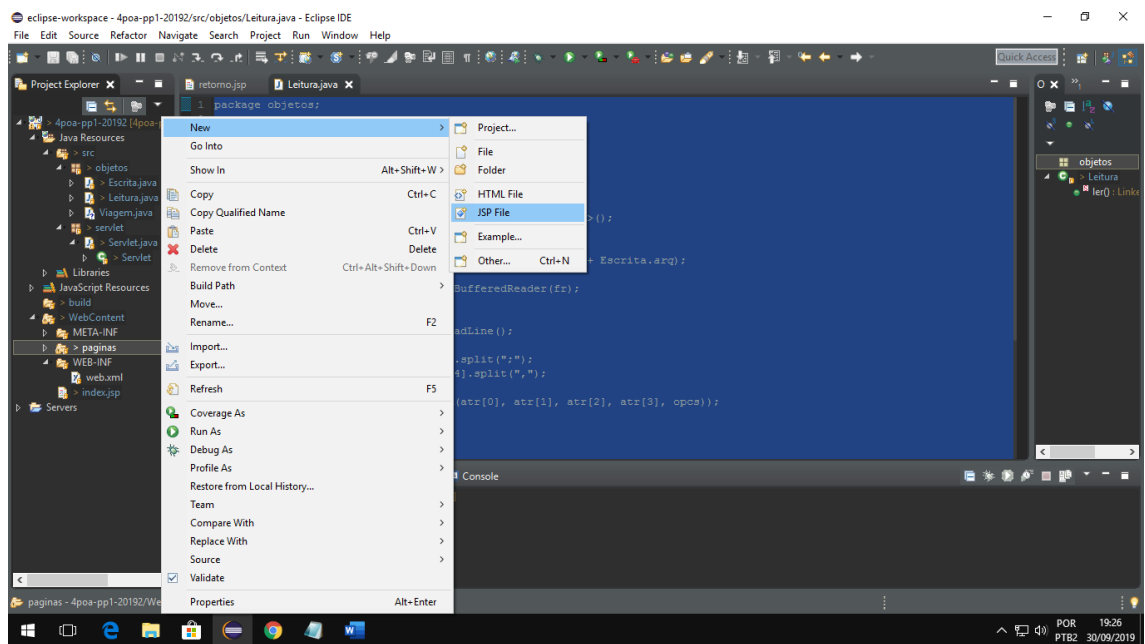 eclipse-workspace - 4poa-pp1-20192/src/objetos/Leitura.java - Eclipse IDE
File Edit Source Refactor Navigate Search Project Run Window Help
Quick Access
Project Explorer
retorno.jsp
Leitura.java
> 4poa-pp1-20192 [4poa-p
Java Resources
> src
> objetos
> Escrita.java
> Leitura.java
Viagem.java
> servlet
> Servlet.java
> Servlet
Libraries
JavaScript Resources
> build
> WebContent
META-INF
> paginas
WEB-INF
web.xml
> index.jsp
Servers
New >
Go Into
Show In Alt+Shift+W >
Copy Ctrl+C
Copy Qualified Name
Paste Ctrl+V
Delete Delete
Remove from Context Ctrl+Alt+Shift+Down
Build Path >
Move...
Rename... F2
Import...
Export...
Refresh F5
Coverage As >
Run As >
Debug As >
Profile As >
Restore from Local History...
Team >
Compare With >
Replace With >
Source >
Validate
Properties Alt+Enter
Project...
File
Folder
HTML File
JSP File
Example...
Other... Ctrl+N
1 package objetos;
>();
+ Escrita.arq);
BufferedReader(fr);
adLine();
.split(";");
4].split(",");
(atr[0], atr[1], atr[2], atr[3], opcs));
Console
O
objetos
> Leitura
ler() : Linke
paginas - 4poa-pp1-20192/We
POR
PTB2
19:26
30/09/2019